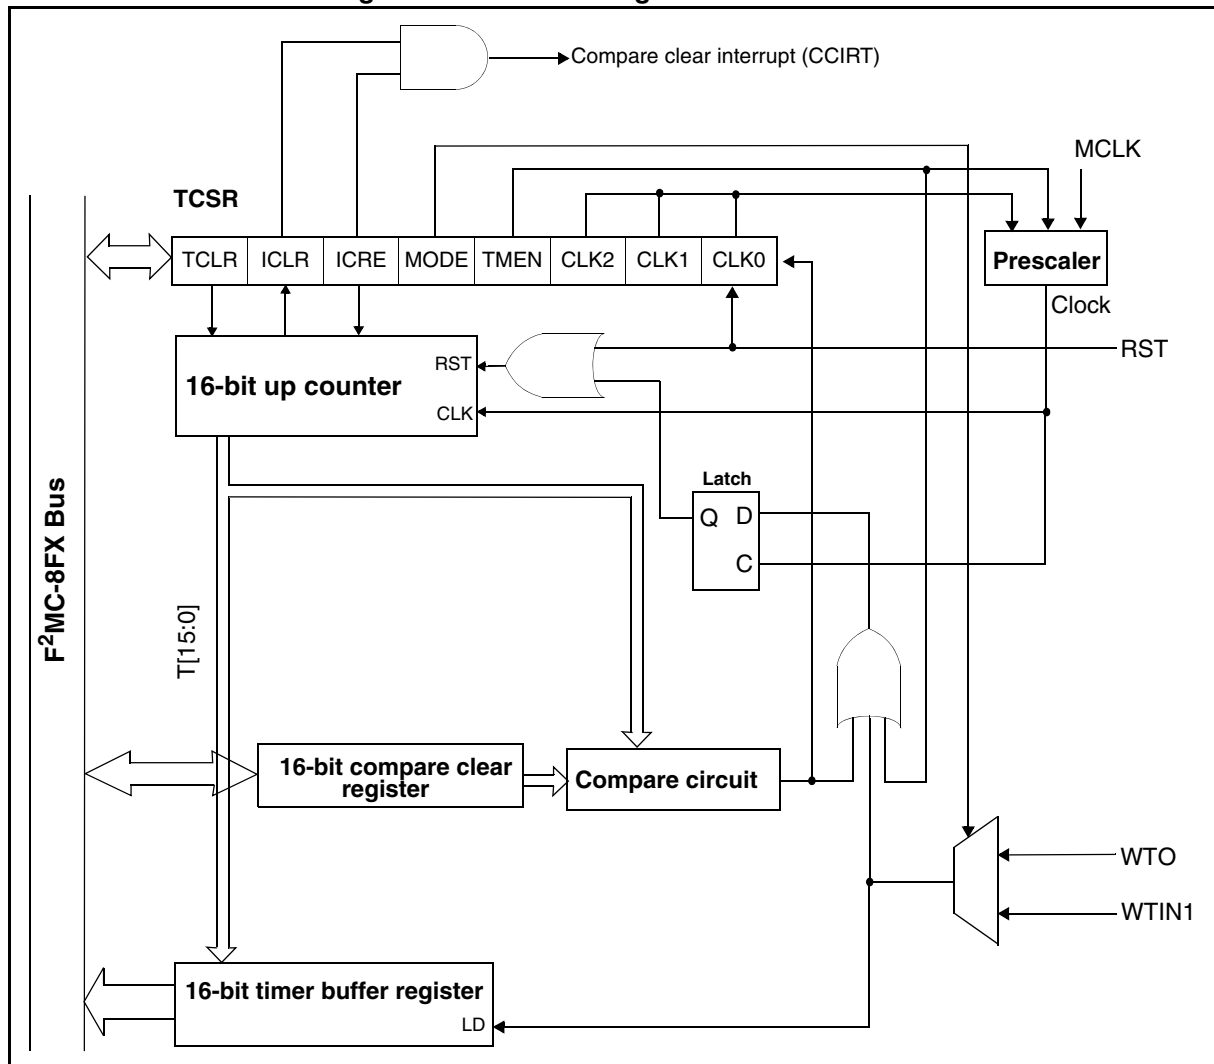 Compare clear interrupt (CCIRT)
MCLK
TCSR
TCLR ICLR ICRE MODE TMEN CLK2 CLK1 CLK0
Prescaler
Clock
RST
RST
16-bit up counter
CLK
Latch
Q D
C
F2MC-8FX Bus
T[15:0]
16-bit compare clear
register
Compare circuit
WTO
WTIN1
16-bit timer buffer register
LD